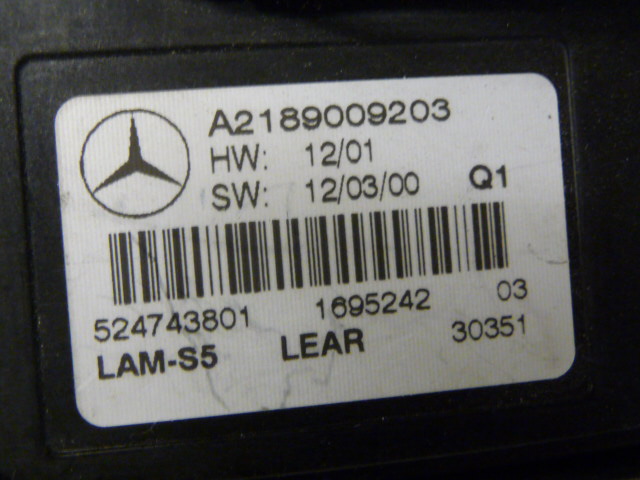 A2189009203
HW: 12/01
SW: 12/03/00 Q1
524743801 1695242 03
LAM-S5 LEAR 30351